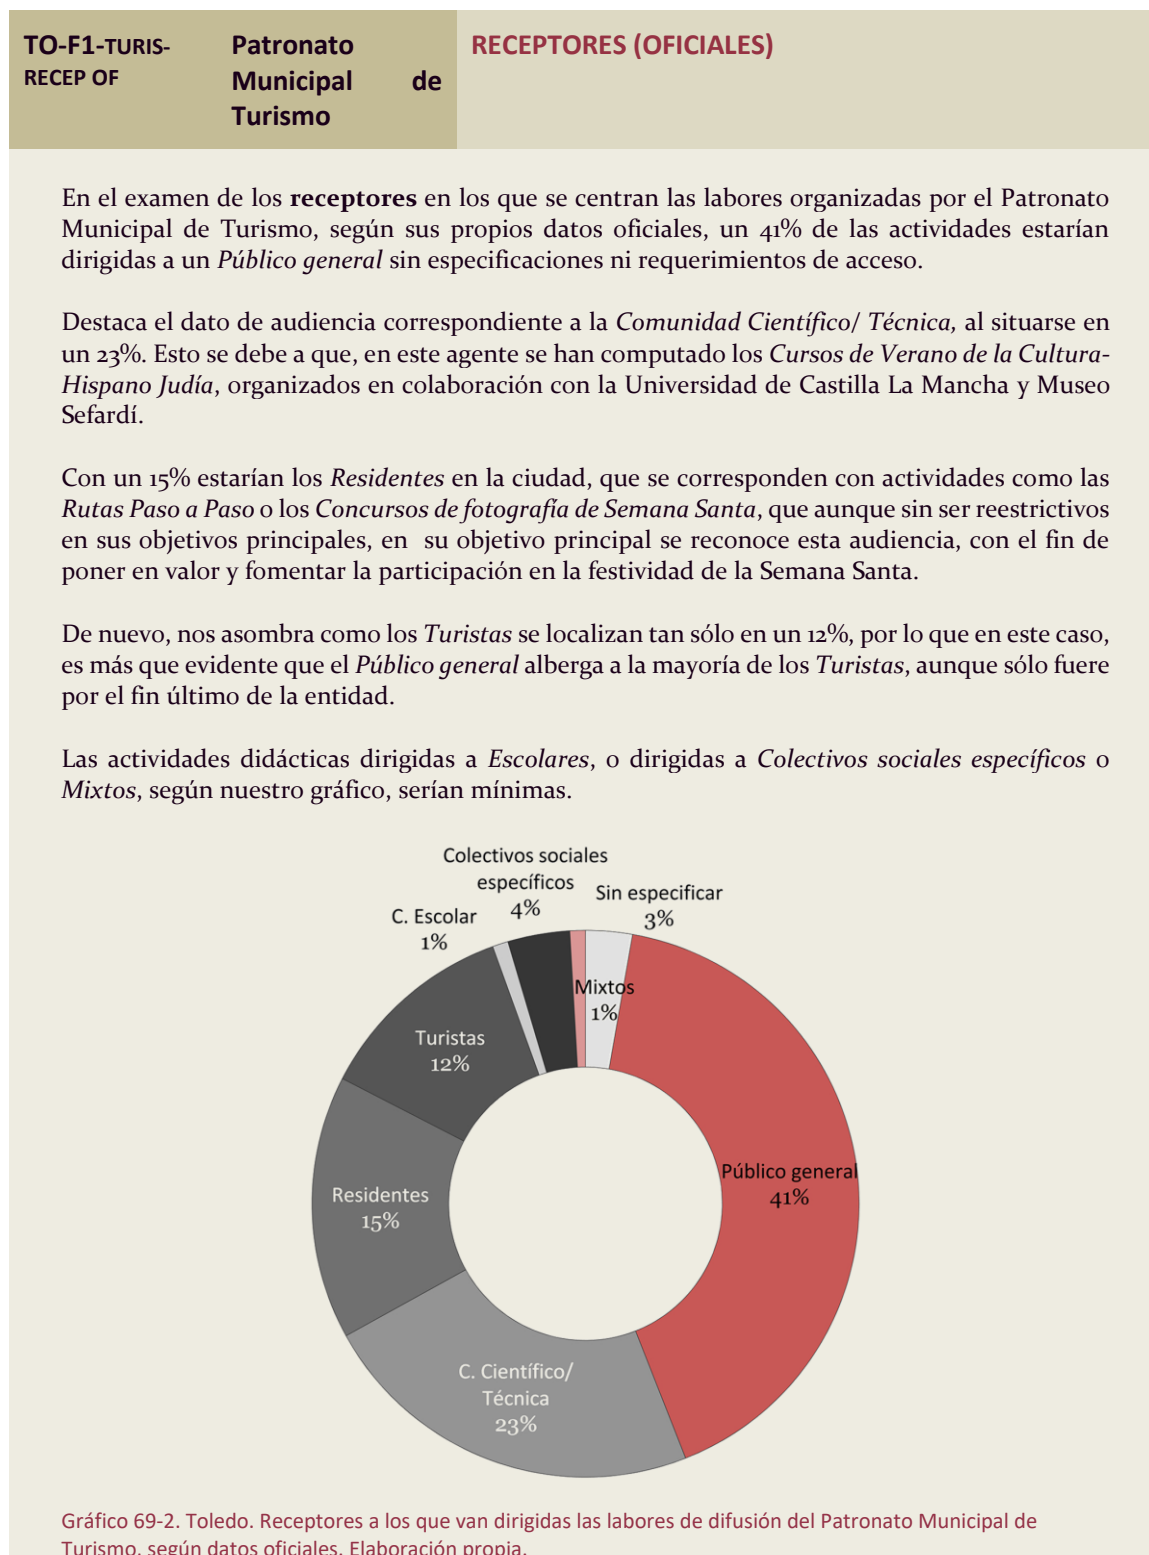 TO-F1-TURIS-
RECEP OF
Patronato
Municipal de
Turismo
RECEPTORES (OFICIALES)
En el examen de los receptores en los que se centran las labores organizadas por el Patronato
Municipal de Turismo, según sus propios datos oficiales, un 41% de las actividades estarían
dirigidas a un Público general sin especificaciones ni requerimientos de acceso.
Destaca el dato de audiencia correspondiente a la Comunidad Científico/ Técnica, al situarse en
un 23%. Esto se debe a que, en este agente se han computado los Cursos de Verano de la Cultura-
Hispano Judía, organizados en colaboración con la Universidad de Castilla La Mancha y Museo
Sefardí.
Con un 15% estarían los Residentes en la ciudad, que se corresponden con actividades como las
Rutas Paso a Paso o los Concursos de fotografía de Semana Santa, que aunque sin ser reestrictivos
en sus objetivos principales, en su objetivo principal se reconoce esta audiencia, con el fin de
poner en valor y fomentar la participación en la festividad de la Semana Santa.
De nuevo, nos asombra como los Turistas se localizan tan sólo en un 12%, por lo que en este caso,
es más que evidente que el Público general alberga a la mayoría de los Turistas, aunque sólo fuere
por el fin último de la entidad.
Las actividades didácticas dirigidas a Escolares, o dirigidas a Colectivos sociales específicos o
Mixtos, según nuestro gráfico, serían mínimas.
Colectivos sociales
específicos
4%
Sin especificar
3%
C. Escolar
1%
Mixtos
1%
Turistas
12%
Público general
41%
Residentes
15%
C. Científico/
Técnica
23%
Gráfico 69-2. Toledo. Receptores a los que van dirigidas las labores de difusión del Patronato Municipal de
Turismo, según datos oficiales. Elaboración propia.